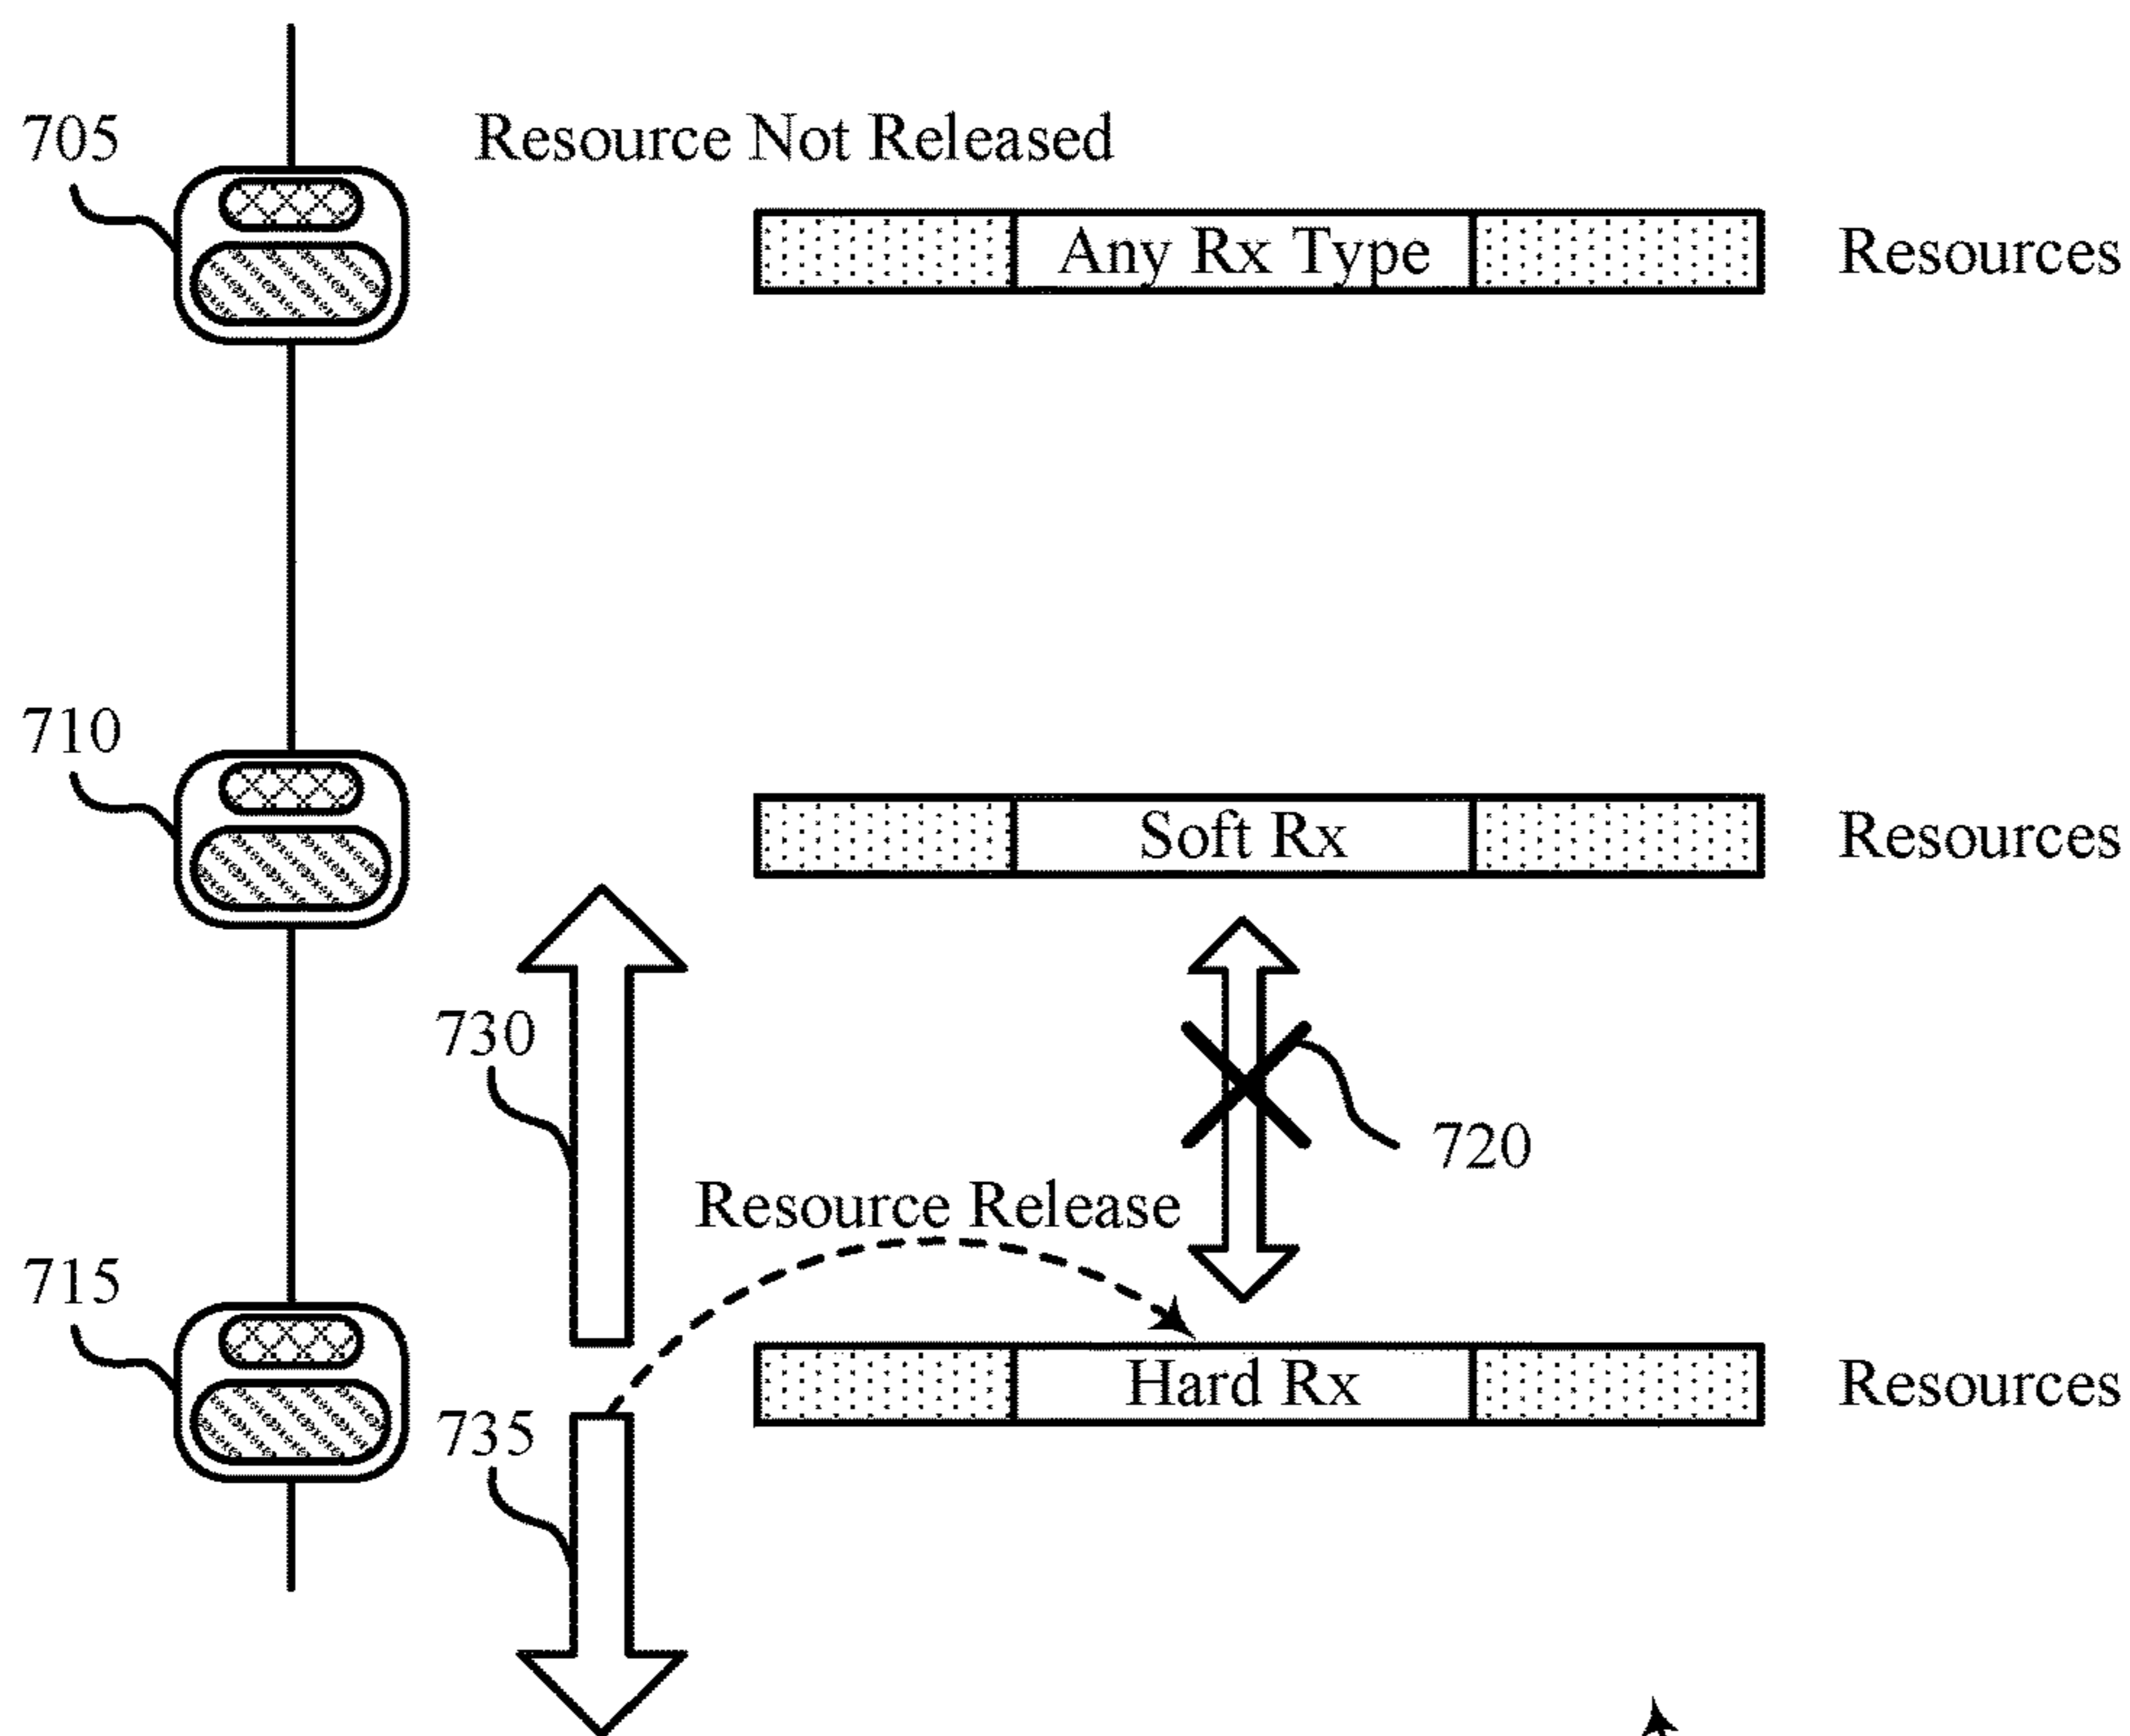 705
Resource Not Released
Any Rx Type
Resources
710
Soft Rx
Resources
730
720
Resource Release
715
Hard Rx
Resources
735